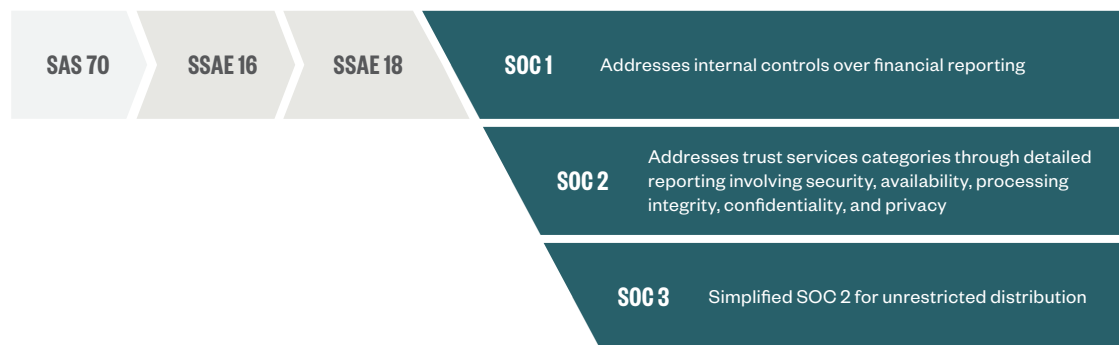 SAS 70
SSAE 16
SSAE 18
SOC 1
Addresses internal controls over financial reporting
SOC 2
Addresses trust services categories through detailed
reporting involving security, availability, processing
integrity, confidentiality, and privacy
SOC 3
Simplified SOC 2 for unrestricted distribution